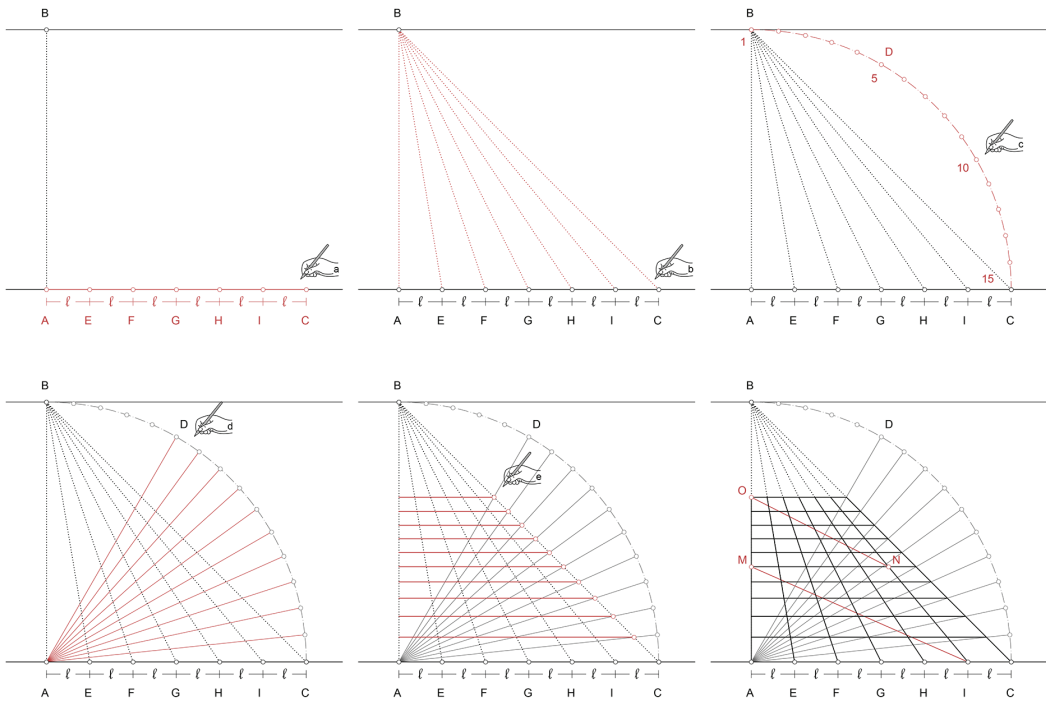 B B B
1 D
5
c
10
a b 15
ℓ ℓ ℓ ℓ ℓ ℓ ℓ ℓ ℓ ℓ ℓ ℓ ℓ ℓ ℓ ℓ ℓ ℓ
A E F G H I C A E F G H I C A E F G H I C
B B B
D d D D
e
O
M N
ℓ ℓ ℓ ℓ ℓ ℓ ℓ ℓ ℓ ℓ ℓ ℓ ℓ ℓ ℓ ℓ ℓ ℓ
A E F G H I C A E F G H I C A E F G H I C